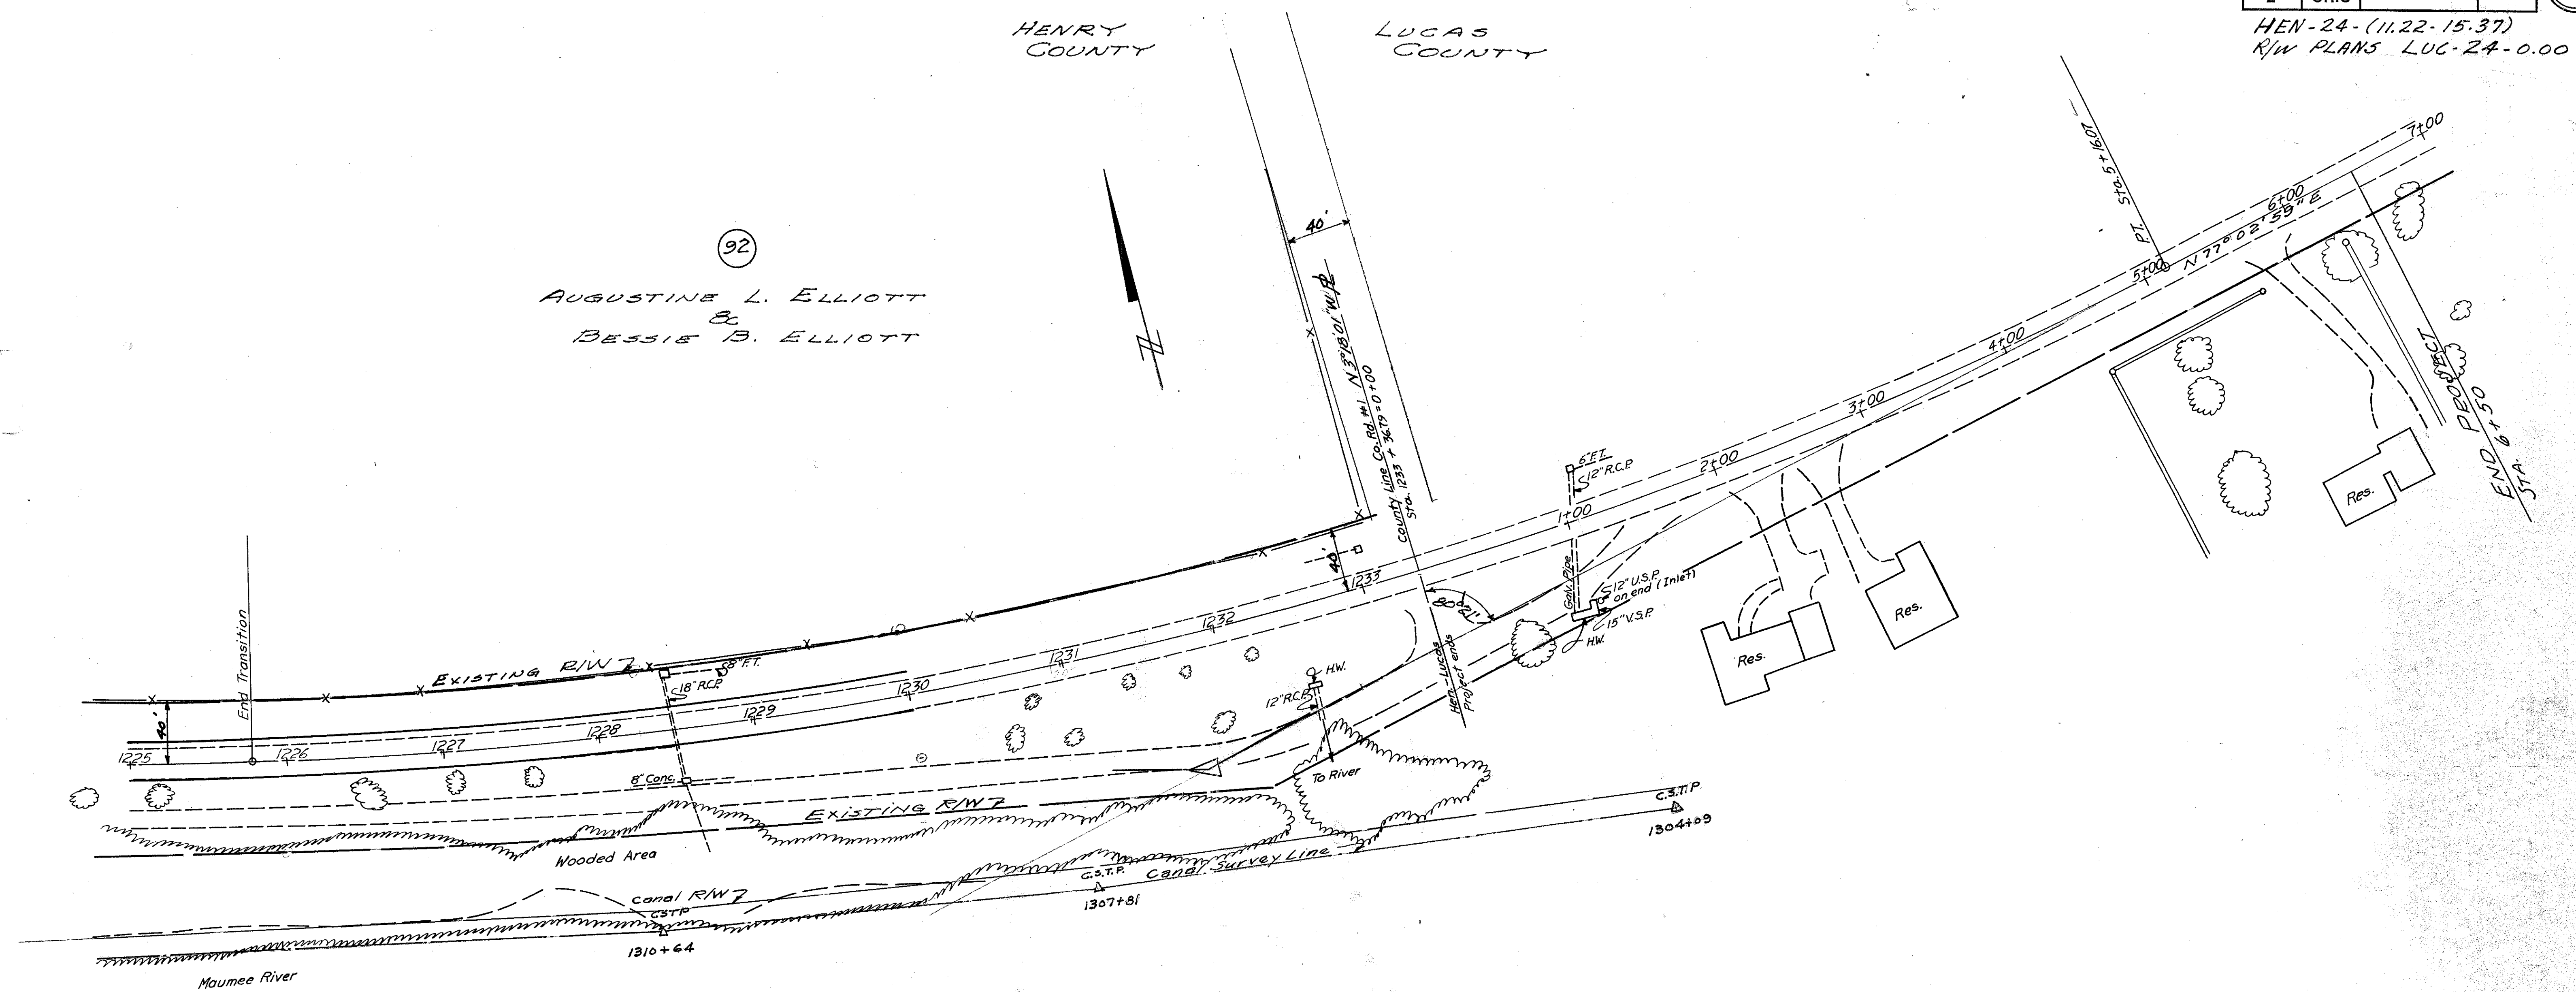 HENRY
COUNTY
LUCAS
COUNTY
HEN-24-(11.22-15.37)
R/W PLANS LUC-24-0.00
92
AUGUSTINE L. ELLIOTT
&
BESSIE B. ELLIOTT
40'
N 3°18'01" W
County Line Co. Rd. #1
Sta. 1233 + 36.79 = 0+00
P.T. Sta. 5+16.07
N 77°02'59" E
7+00
6+00
5+00
4+00
3+00
2+00
1+00
6" F.T.
12" R.C.P.
Galv. Pipe
12" U.S.P.
on end (Inlet)
15" V.S.P.
H.W.
80°21'
Hen-Lucas
Project ends
END PROJECT
STA. 6+50
Res.
Res.
Res.
40'
1233
1232
1231
1230
1229
1228
1227
1226
1225
End Transition
40'
EXISTING R/W
8" F.T.
18" R.C.P.
8" Conc.
H.W.
12" R.C.P.
To River
EXISTING R/W
Wooded Area
Canal R/W
C.S.T.P.
1310+64
C.S.T.P.
1307+81
Canal Survey Line
C.S.T.P
1304+09
Maumee River